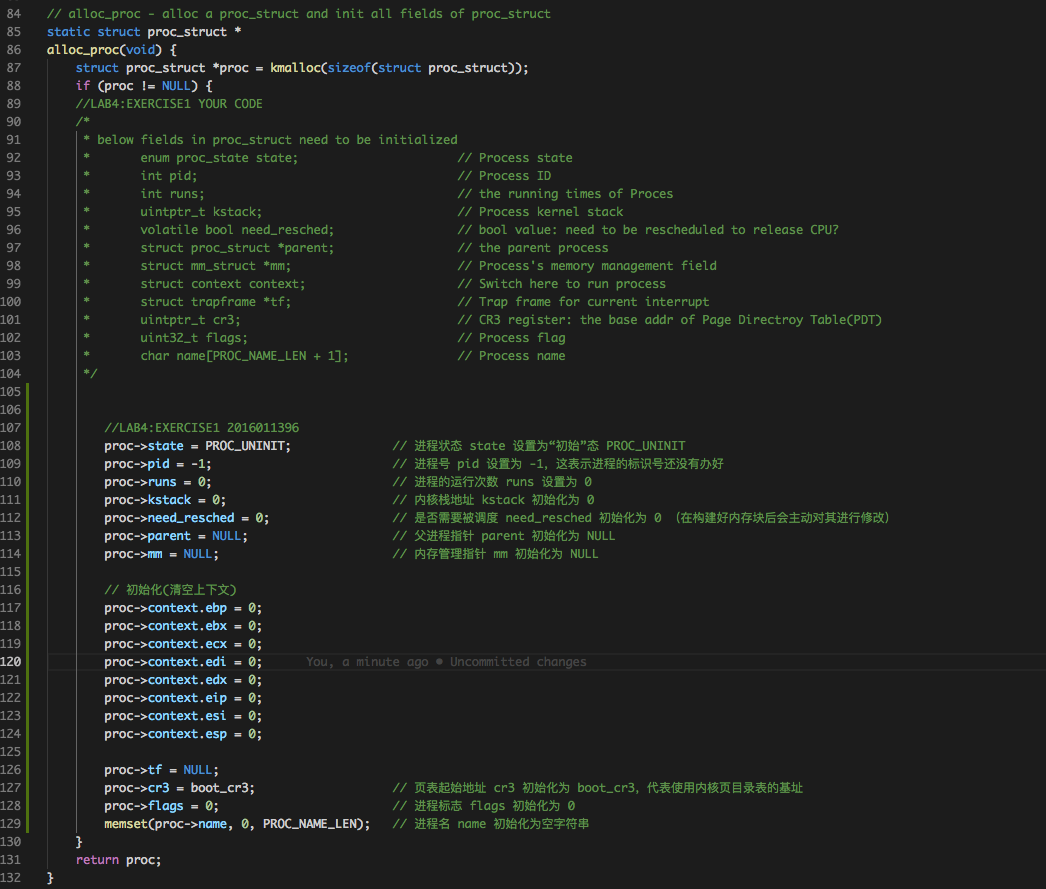 84 // alloc_proc - alloc a proc_struct and init all fields of proc_struct
85 static struct proc_struct *
86 alloc_proc(void) {
87     struct proc_struct *proc = kmalloc(sizeof(struct proc_struct));
88     if (proc != NULL) {
89     //LAB4:EXERCISE1 YOUR CODE
90     /*
91      * below fields in proc_struct need to be initialized
92      *       enum proc_state state;                      // Process state
93      *       int pid;                                    // Process ID
94      *       int runs;                                   // the running times of Proces
95      *       uintptr_t kstack;                           // Process kernel stack
96      *       volatile bool need_resched;                 // bool value: need to be rescheduled to release CPU?
97      *       struct proc_struct *parent;                 // the parent process
98      *       struct mm_struct *mm;                       // Process's memory management field
99      *       struct context context;                     // Switch here to run process
100      *       struct trapframe *tf;                       // Trap frame for current interrupt
101      *       uintptr_t cr3;                              // CR3 register: the base addr of Page Directroy Table(PDT)
102      *       uint32_t flags;                             // Process flag
103      *       char name[PROC_NAME_LEN + 1];               // Process name
104      */
105
106
107         //LAB4:EXERCISE1 2016011396
108         proc->state = PROC_UNINIT;              // 进程状态 state 设置为“初始”态 PROC_UNINIT
109         proc->pid = -1;                         // 进程号 pid 设置为 -1，这表示进程的标识号还没有办好
110         proc->runs = 0;                         // 进程的运行次数 runs 设置为 0
111         proc->kstack = 0;                       // 内核栈地址 kstack 初始化为 0
112         proc->need_resched = 0;                 // 是否需要被调度 need_resched 初始化为 0 （在构建好内存块后会主动对其进行修改）
113         proc->parent = NULL;                    // 父进程指针 parent 初始化为 NULL
114         proc->mm = NULL;                        // 内存管理指针 mm 初始化为 NULL
115
116         // 初始化(清空上下文)
117         proc->context.ebp = 0;
118         proc->context.ebx = 0;
119         proc->context.ecx = 0;
120         proc->context.edi = 0;      You, a minute ago • Uncommitted changes
121         proc->context.edx = 0;
122         proc->context.eip = 0;
123         proc->context.esi = 0;
124         proc->context.esp = 0;
125
126         proc->tf = NULL;
127         proc->cr3 = boot_cr3;                   // 页表起始地址 cr3 初始化为 boot_cr3，代表使用内核页目录表的基址
128         proc->flags = 0;                        // 进程标志 flags 初始化为 0
129         memset(proc->name, 0, PROC_NAME_LEN);   // 进程名 name 初始化为空字符串
130     }
131     return proc;
132 }